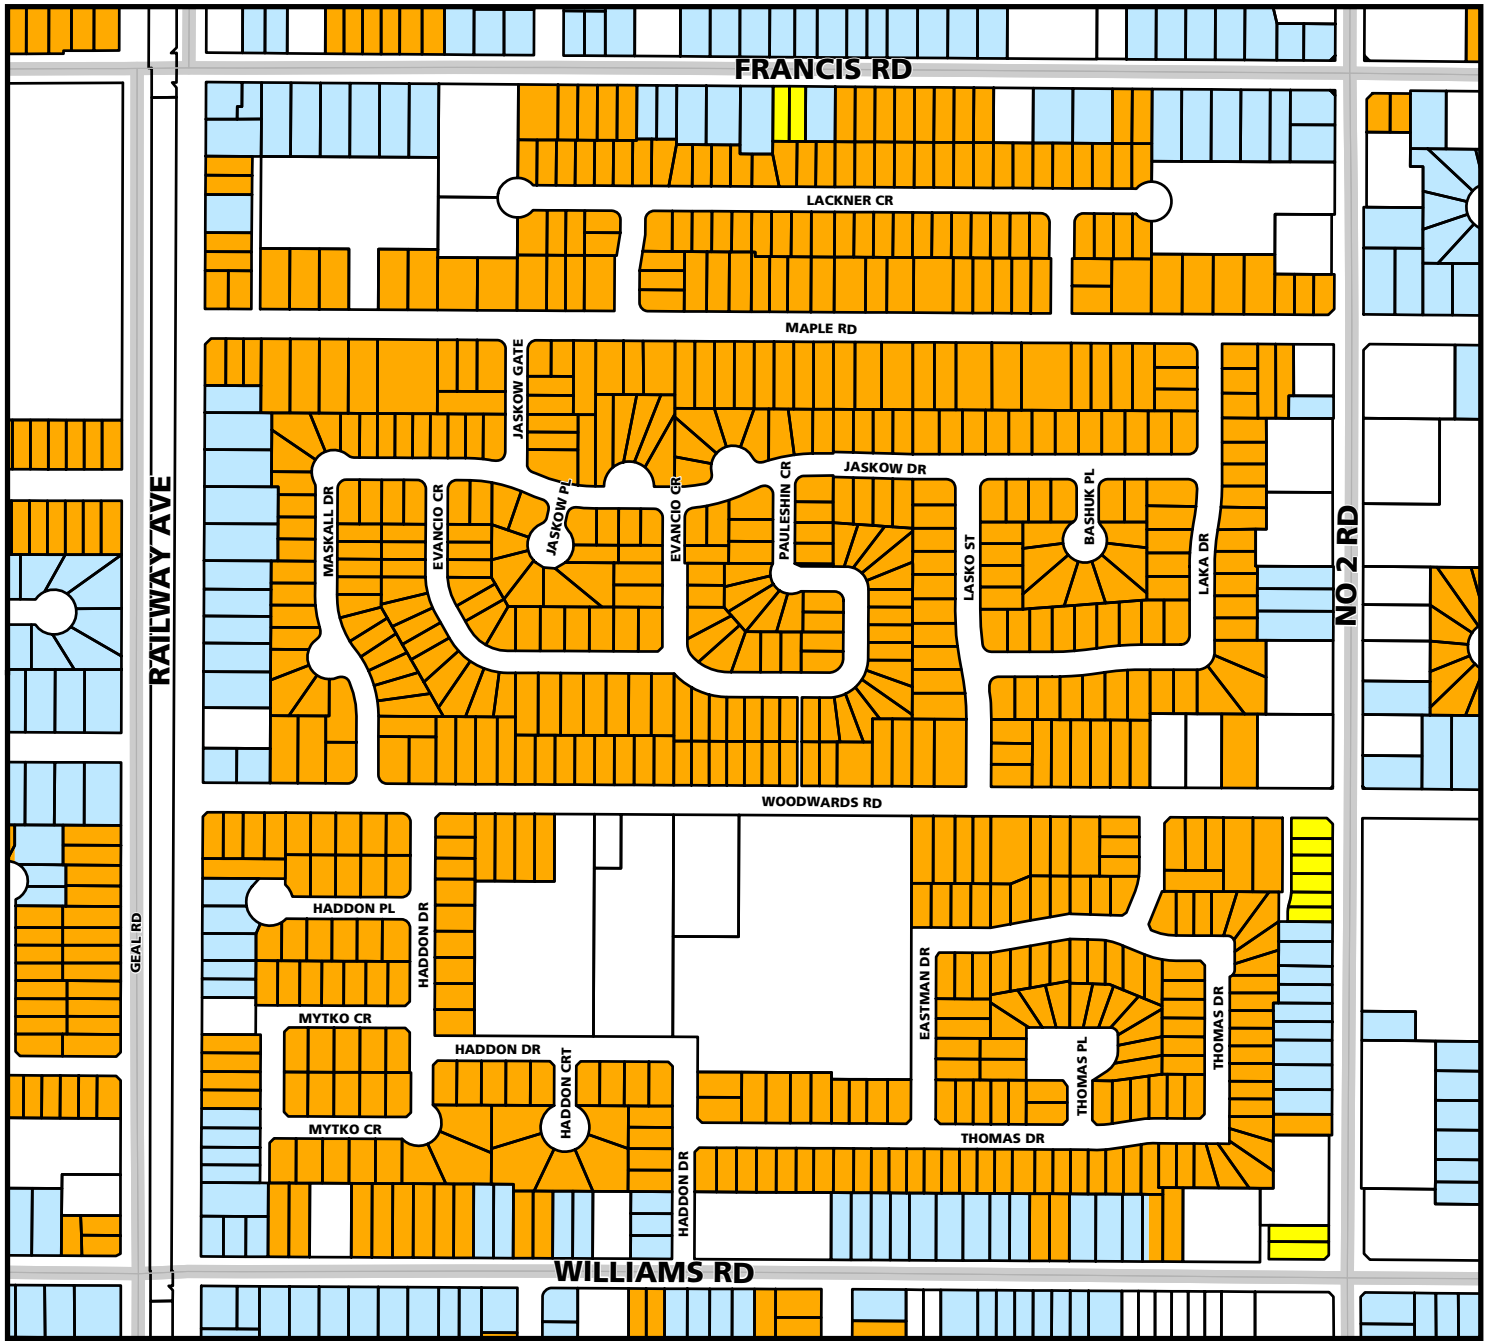 FRANCIS RD
LACKNER CR
MAPLE RD
JASKOW GATE
JASKOW DR
MASKALL DR
EVANCIO CR
JASKOW PL
EVANCIO CR
PAULESHIN CR
LASKO ST
BASHUK PL
LAKA DR
RAILWAY AVE
NO 2 RD
WOODWARDS RD
HADDON PL
HADDON DR
GEAL RD
EASTMAN DR
THOMAS DR
MYTKO CR
HADDON DR
HADDON CRT
THOMAS PL
MYTKO CR
THOMAS DR
HADDON DR
WILLIAMS RD